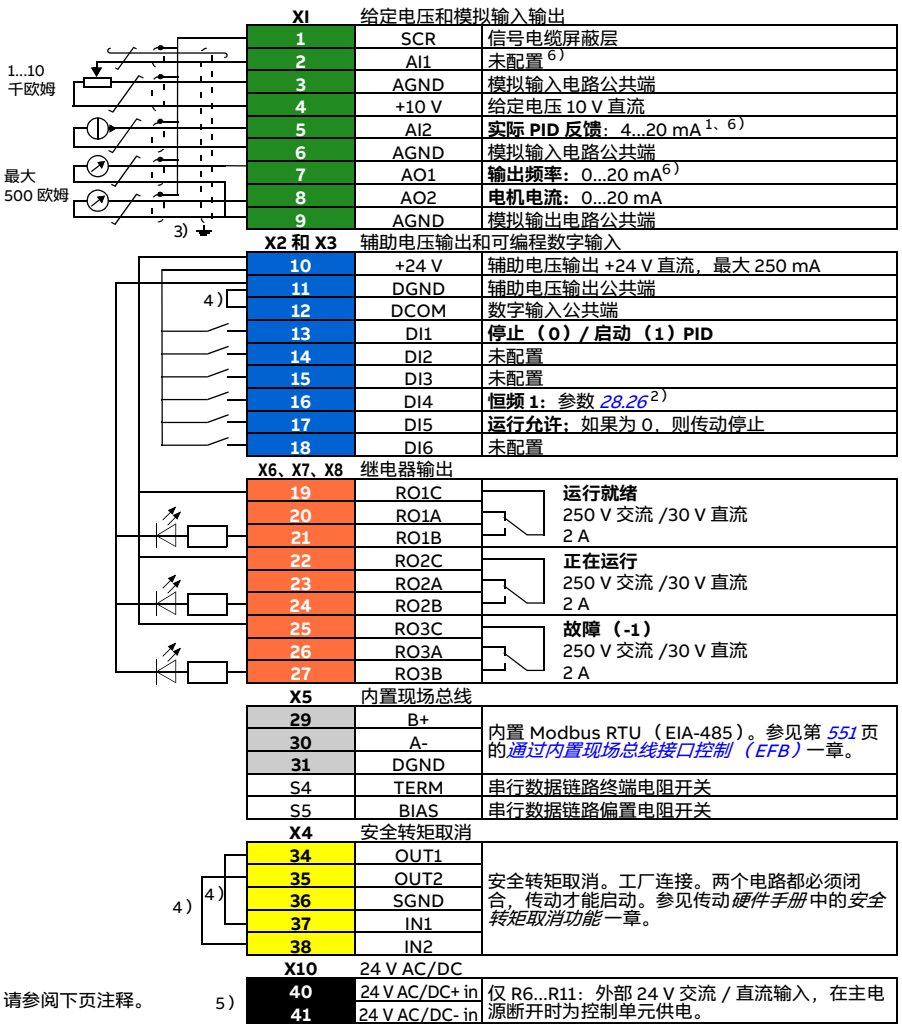 XI 给定电压和模拟输入输出
1 SCR 信号电缆屏蔽层
2 AI1 未配置 6)
3 AGND 模拟输入电路公共端
4 +10 V 给定电压 10 V 直流
5 AI2 实际 PID 反馈：4...20 mA 1、6)
6 AGND 模拟输入电路公共端
7 AO1 输出频率：0...20 mA 6)
8 AO2 电机电流：0...20 mA
9 AGND 模拟输出电路公共端
1...10
千欧姆
最大
500 欧姆
3)
X2 和 X3 辅助电压输出和可编程数字输入
10 +24 V 辅助电压输出 +24 V 直流，最大 250 mA
11 DGND 辅助电压输出公共端
12 DCOM 数字输入公共端
4)
13 DI1 停止（0）/ 启动（1）PID
14 DI2 未配置
15 DI3 未配置
16 DI4 恒频 1：参数 28.26 2)
17 DI5 运行允许；如果为 0，则传动停止
18 DI6 未配置
X6、X7、X8 继电器输出
19 RO1C 运行就绪
20 RO1A 250 V 交流 /30 V 直流
21 RO1B 2 A
22 RO2C 正在运行
23 RO2A 250 V 交流 /30 V 直流
24 RO2B 2 A
25 RO3C 故障（-1）
26 RO3A 250 V 交流 /30 V 直流
27 RO3B 2 A
X5 内置现场总线
29 B+
30 A-
31 DGND
内置 Modbus RTU（EIA-485）。参见第 551 页
的通过内置现场总线接口控制（EFB）一章。
S4 TERM 串行数据链路终端电阻开关
S5 BIAS 串行数据链路偏置电阻开关
X4 安全转矩取消
34 OUT1
35 OUT2
36 SGND
37 IN1
38 IN2
安全转矩取消。工厂连接。两个电路都必须闭
合，传动才能启动。参见传动硬件手册中的安全
转矩取消功能一章。
4)
4)
X10 24 V AC/DC
40 24 V AC/DC+ in
41 24 V AC/DC- in
仅 R6...R11：外部 24 V 交流 / 直流输入，在主电
源断开时为控制单元供电。
请参阅下页注释。 5)